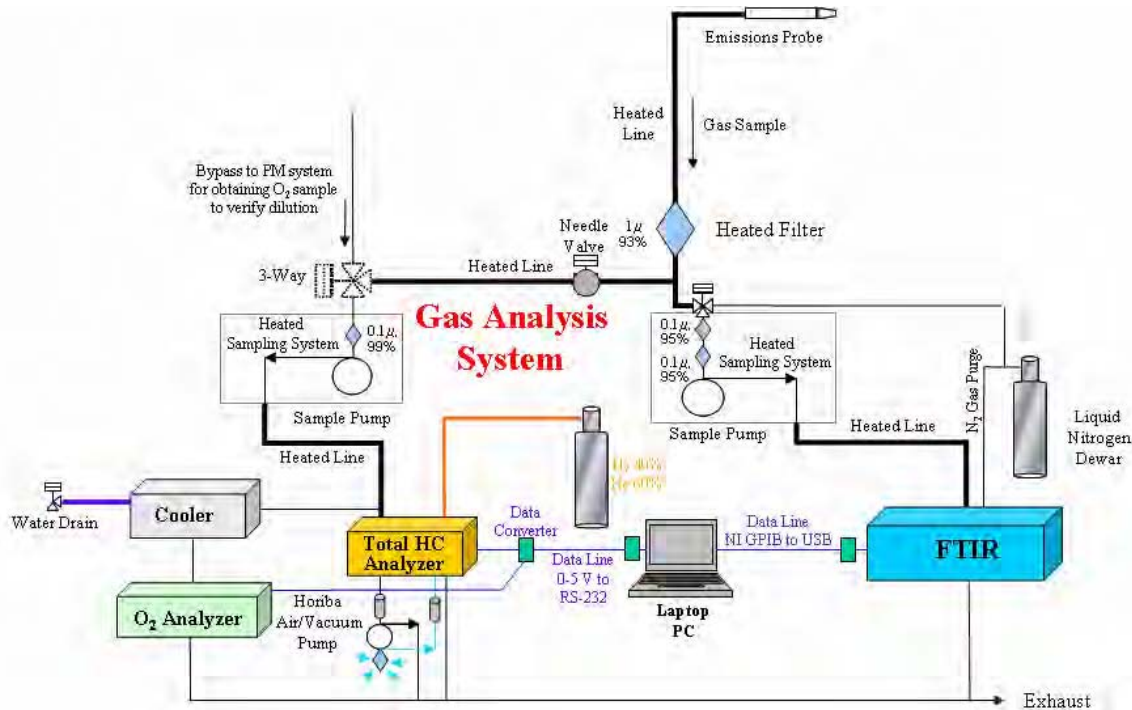 Emissions Probe
Heated
Line
Gas Sample
Bypass to PM system
for obtaining O₂ sample
to verify dilution
Needle
Valve
1μ
93%
Heated Filter
3-Way
Heated Line
Gas Analysis
System
Heated
Sampling System
0.1μ,
99%
0.1μ,
95%
0.1μ,
95%
Heated
Sampling System
N₂ Gas Purge
Sample Pump
Sample Pump
Heated Line
Liquid
Nitrogen
Dewar
Heated Line
H₂ 40%
He 60%
Water Drain
Cooler
Data
Converter
Total HC
Analyzer
Data Line
NI GPIB to USB
FTIR
Data Line
0-5 V to
RS-232
O₂ Analyzer
Horiba
Air/Vacuum
Pump
Laptop
PC
Exhaust